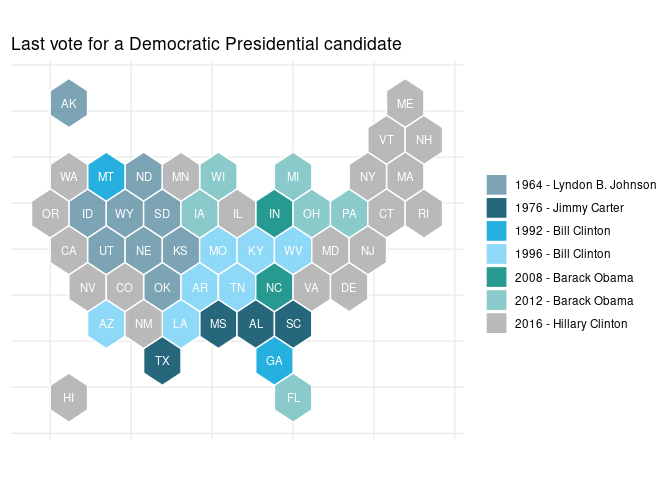 Last vote for a Democratic Presidential candidate
AK ME
VT NH
WA MT ND MN WI MI NY MA
OR ID WY SD IA IL IN OH PA CT RI
CA UT NE KS MO KY WV MD NJ
NV CO OK AR TN NC VA DE
AZ NM LA MS AL SC
TX GA
HI FL
1964 - Lyndon B. Johnson
1976 - Jimmy Carter
1992 - Bill Clinton
1996 - Bill Clinton
2008 - Barack Obama
2012 - Barack Obama
2016 - Hillary Clinton